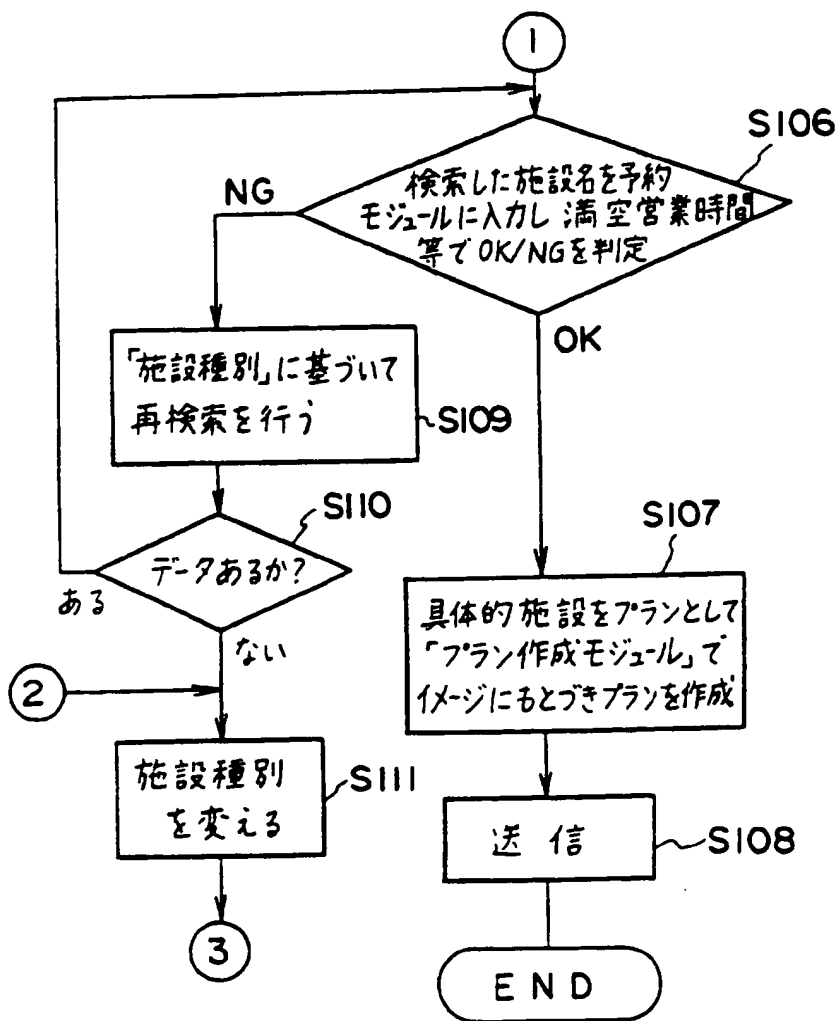 1
S106
検索した施設名を予約
モジュールに入力し 満空営業時間
等でOK/NGを判定
NG
OK
「施設種別」に基づいて
再検索を行う
S109
S110
データあるか?
ある
ない
2
施設種別
を変える
S111
3
S107
具体的施設をプランとして
「プラン作成モジュール」で
イメージにもとづきプランを作成
送信
S108
END